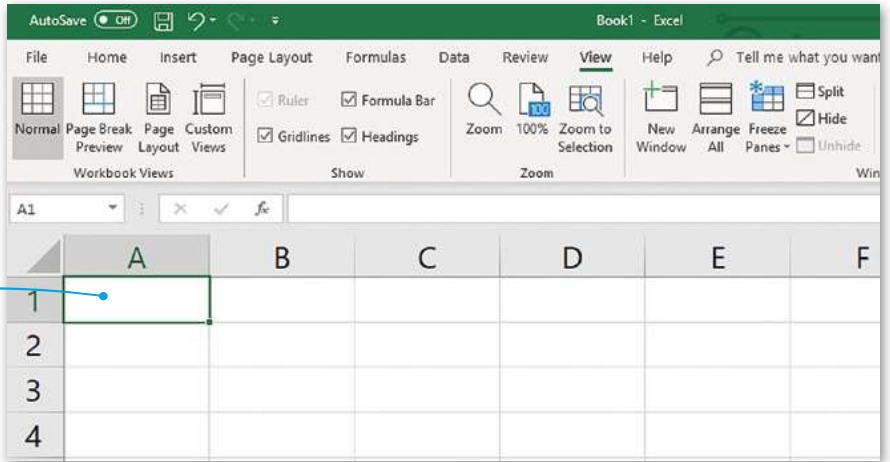 AutoSave Off Book1 - Excel
File Home Insert Page Layout Formulas Data Review View Help Tell me what you want
Normal Page Break Preview Page Layout Custom Views Ruler Formula Bar Gridlines Headings Zoom 100% Zoom to Selection New Window Arrange All Freeze Panes Split Hide Unhide
Workbook Views Show Zoom Win
A1 fx
A B C D E F
1
2
3
4